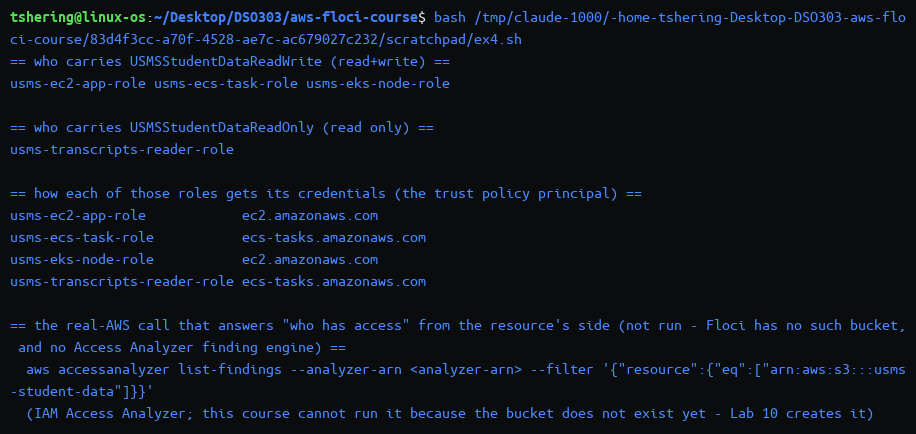 tshering@linux-os:~/Desktop/DSO303/aws-floci-course$ bash /tmp/claude-1000/-home-tshering-Desktop-DSO303-aws-flo
ci-course/83d4f3cc-a70f-4528-ae7c-ac679027c232/scratchpad/ex4.sh
== who carries USMSStudentDataReadWrite (read+write) ==
usms-ec2-app-role usms-ecs-task-role usms-eks-node-role

== who carries USMSStudentDataReadOnly (read only) ==
usms-transcripts-reader-role

== how each of those roles gets its credentials (the trust policy principal) ==
usms-ec2-app-role            ec2.amazonaws.com
usms-ecs-task-role           ecs-tasks.amazonaws.com
usms-eks-node-role           ec2.amazonaws.com
usms-transcripts-reader-role ecs-tasks.amazonaws.com

== the real-AWS call that answers "who has access" from the resource's side (not run - Floci has no such bucket,
 and no Access Analyzer finding engine) ==
  aws accessanalyzer list-findings --analyzer-arn <analyzer-arn> --filter '{"resource":{"eq":["arn:aws:s3:::usms
-student-data"]}}'
  (IAM Access Analyzer; this course cannot run it because the bucket does not exist yet - Lab 10 creates it)